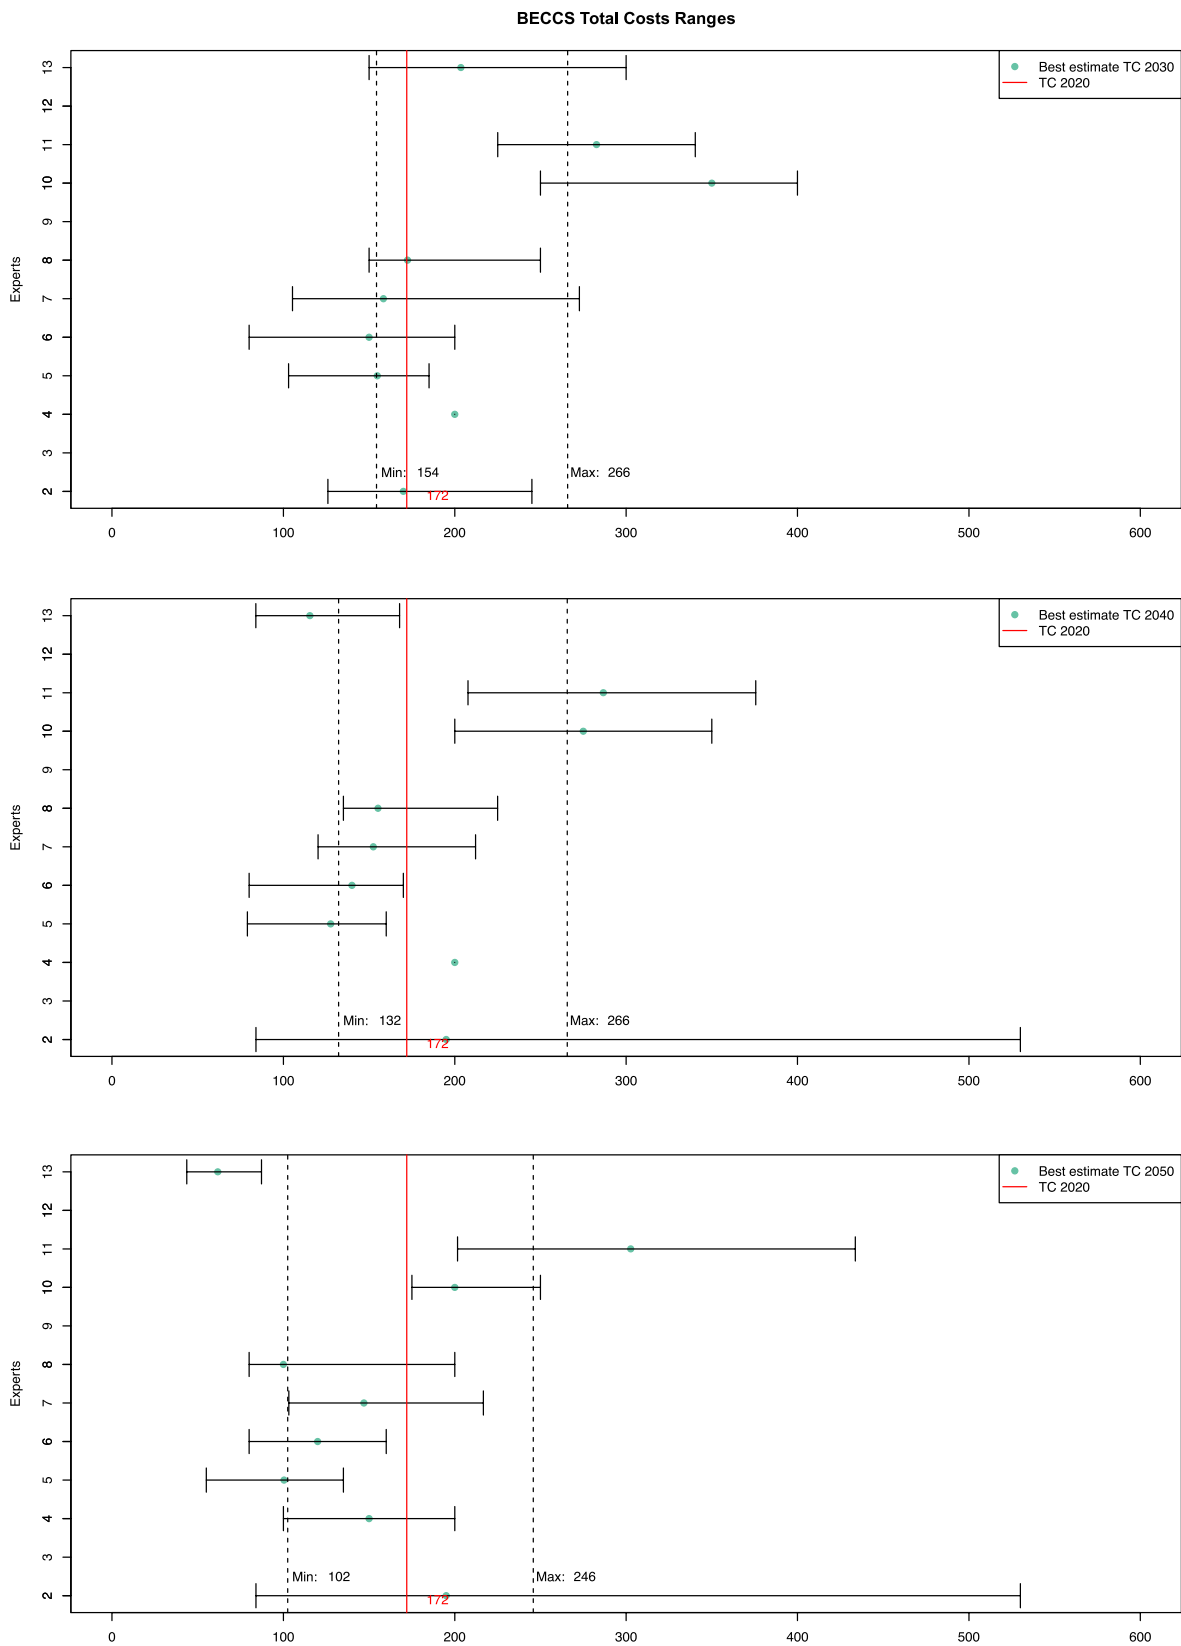 BECCS Total Costs Ranges
Best estimate TC 2030
TC 2020
Experts
13
12
11
10
9
8
7
6
5
4
3
2
Min: 154
Max: 266
172
0 100 200 300 400 500 600
Best estimate TC 2040
TC 2020
Experts
13
12
11
10
9
8
7
6
5
4
3
2
Min: 132
Max: 266
172
0 100 200 300 400 500 600
Best estimate TC 2050
TC 2020
Experts
13
12
11
10
9
8
7
6
5
4
3
2
Min: 102
Max: 246
172
0 100 200 300 400 500 600